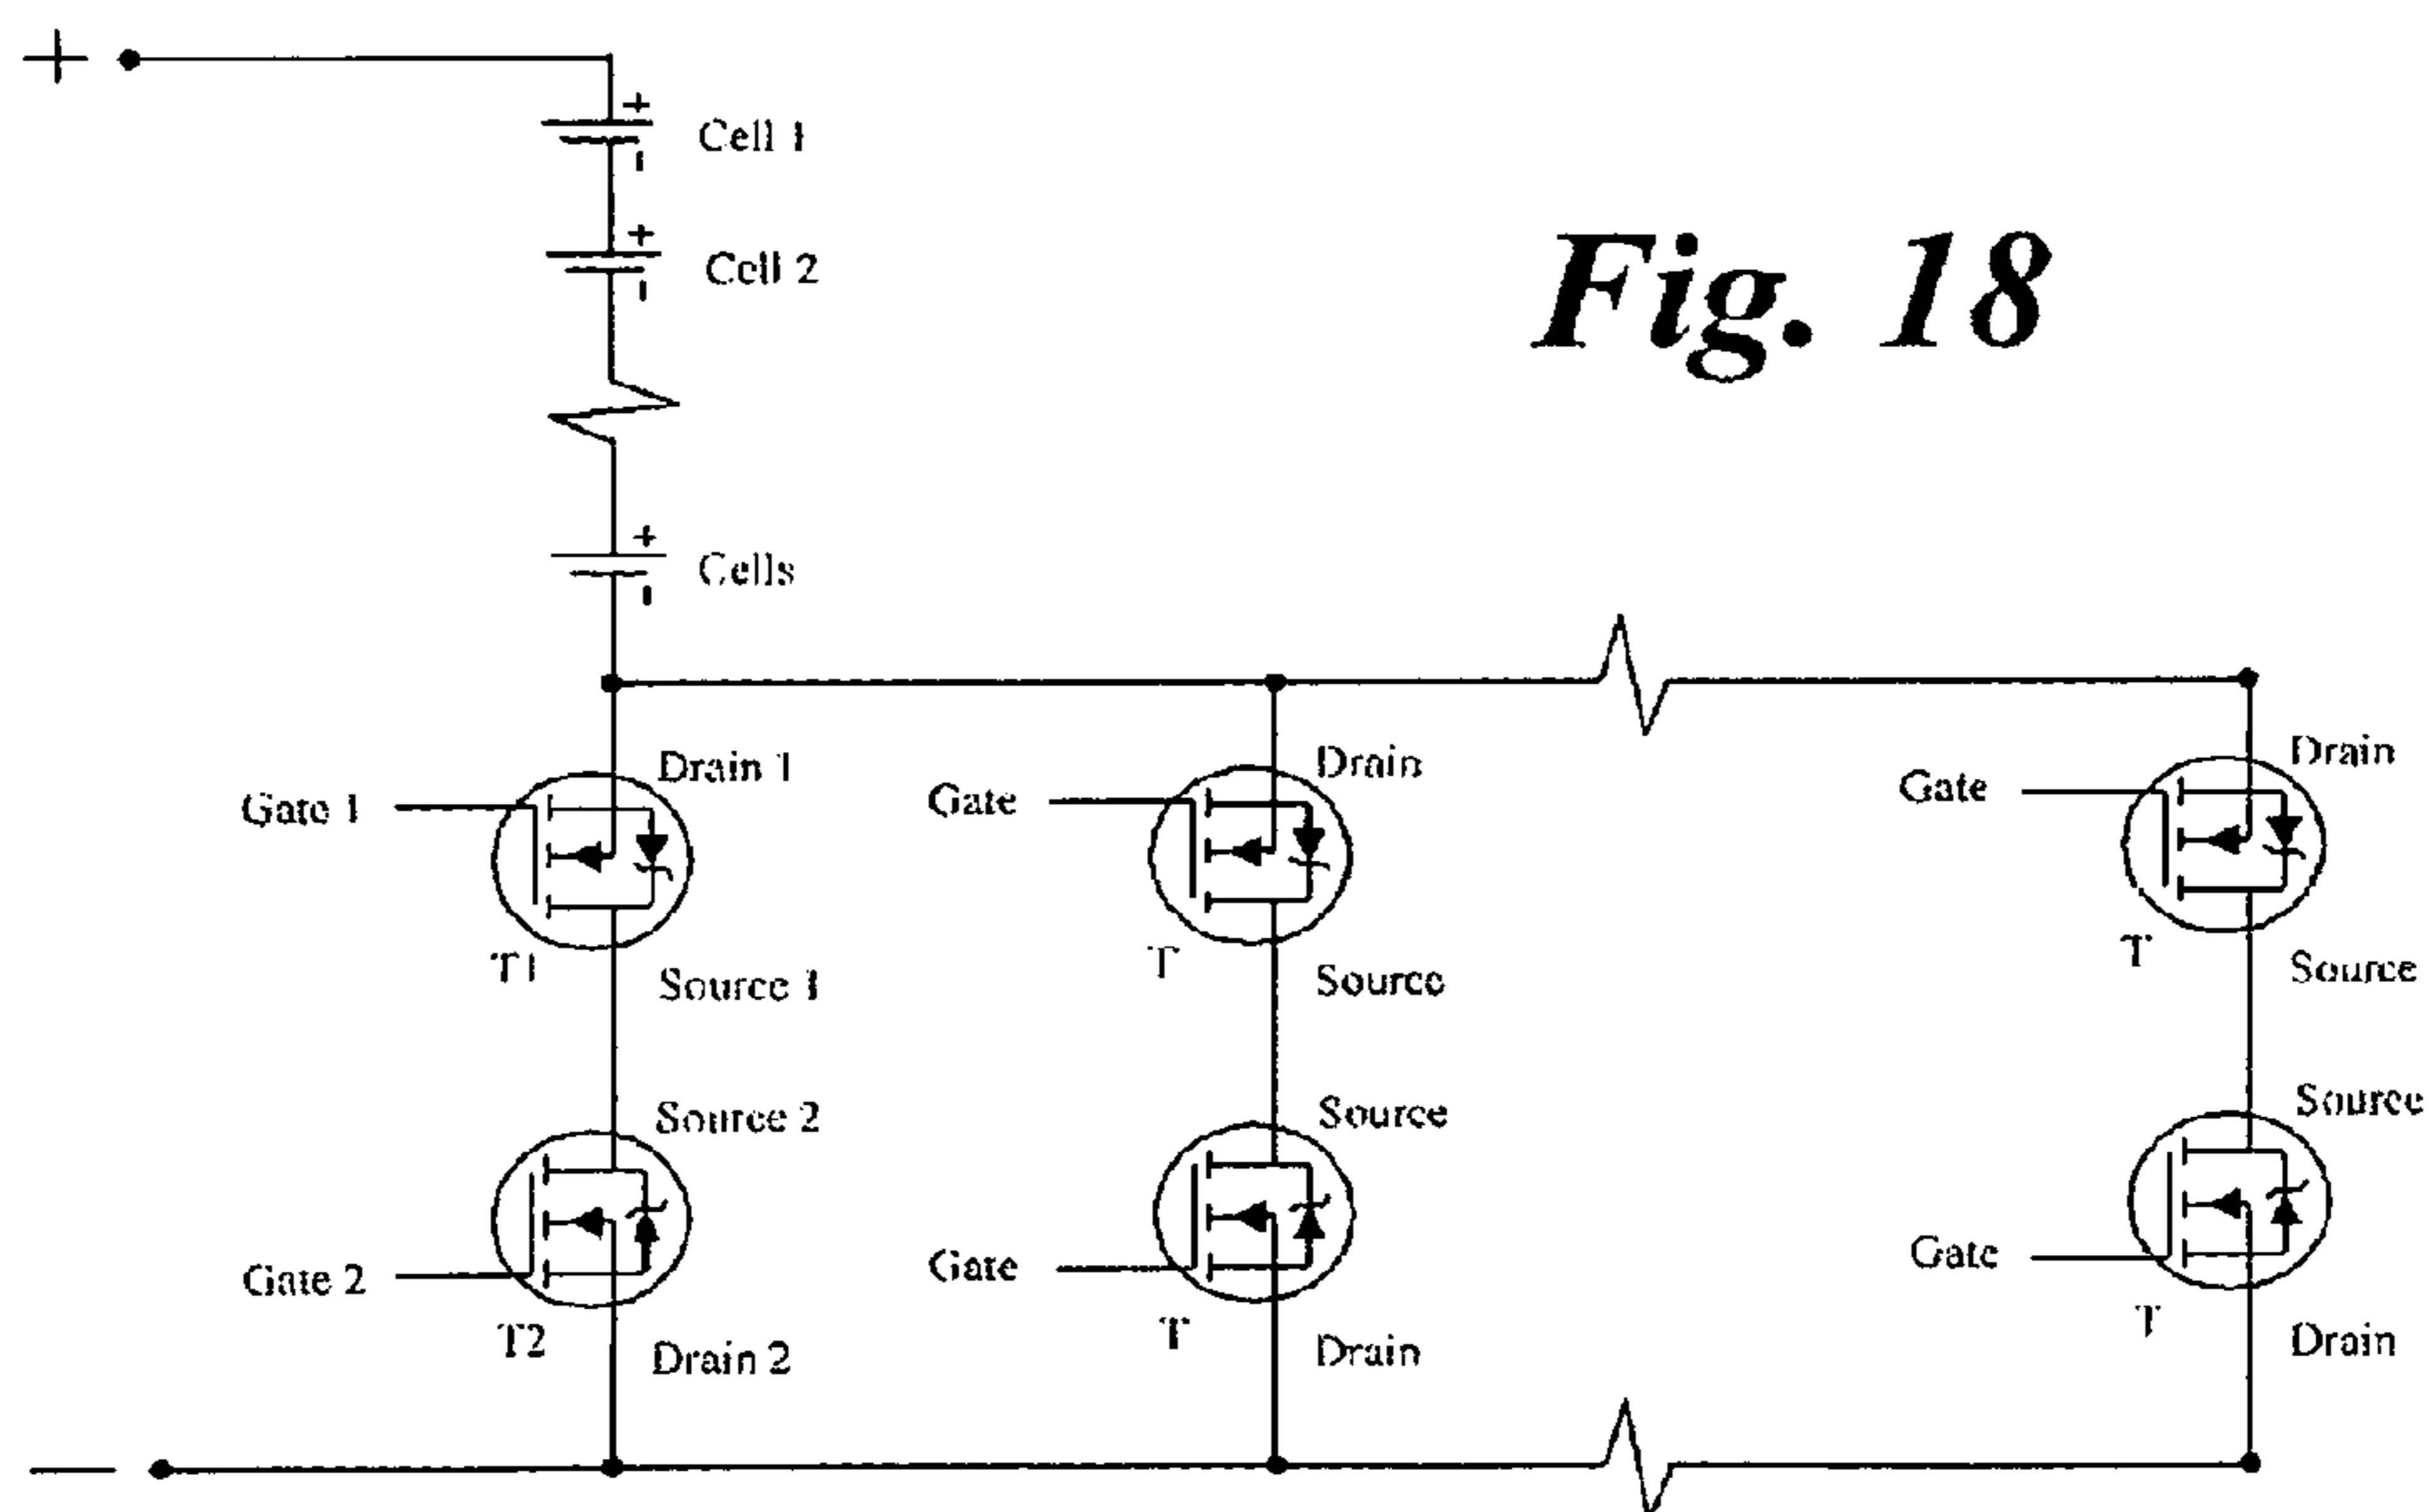 +
+
Cell 1
-
Fig. 18
+
Cell 2
-
+
Cells
-
Drain 1
Drain
Drain
Gate 1
Gate
Gate
T1
T
T
Source 1
Source
Source
Source 2
Source
Source
Gate 2
Gate
Gate
T2
T
T
Drain 2
Drain
Drain
—